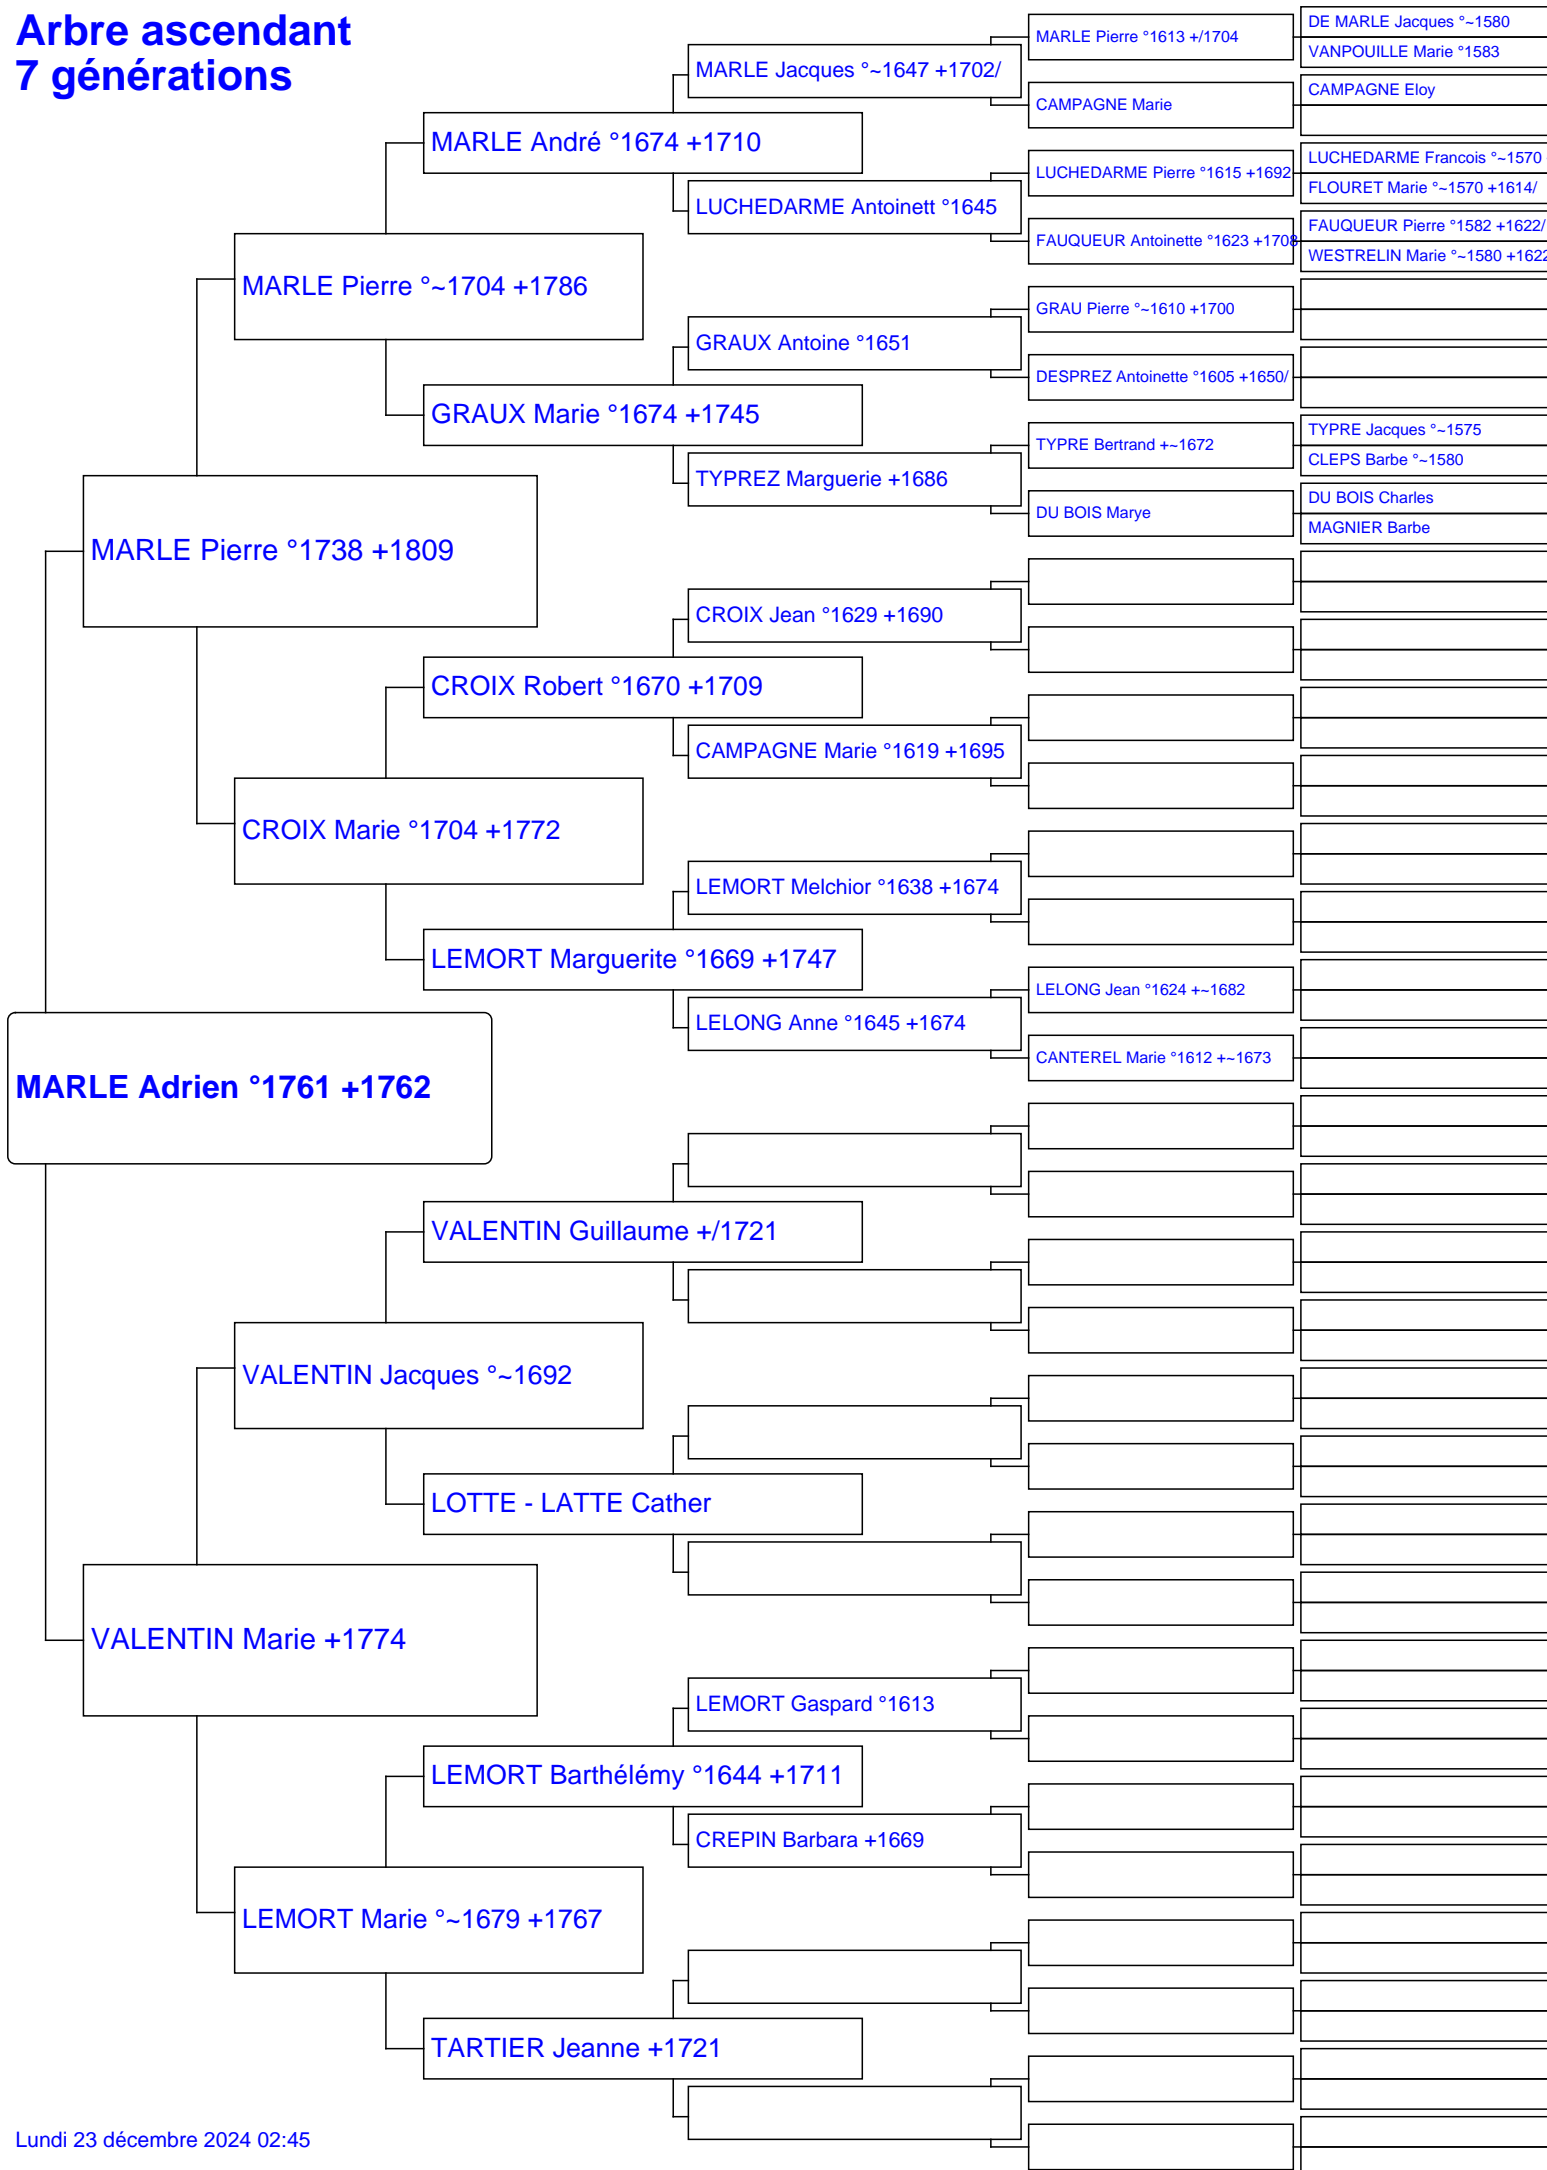 Arbre ascendant
7 générations
MARLE Adrien °1761 +1762
MARLE Pierre °1738 +1809
VALENTIN Marie +1774
MARLE Pierre °~1704 +1786
CROIX Marie °1704 +1772
VALENTIN Jacques °~1692
LEMORT Marie °~1679 +1767
MARLE André °1674 +1710
GRAUX Marie °1674 +1745
CROIX Robert °1670 +1709
LEMORT Marguerite °1669 +1747
VALENTIN Guillaume +/1721
LOTTE - LATTE Cather
LEMORT Barthélémy °1644 +1711
TARTIER Jeanne +1721
MARLE Jacques °~1647 +1702/
LUCHEDARME Antoinett °1645
GRAUX Antoine °1651
TYPREZ Marguerie +1686
CROIX Jean °1629 +1690
CAMPAGNE Marie °1619 +1695
LEMORT Melchior °1638 +1674
LELONG Anne °1645 +1674
LEMORT Gaspard °1613
CREPIN Barbara +1669
MARLE Pierre °1613 +/1704
CAMPAGNE Marie
LUCHEDARME Pierre °1615 +1692
FAUQUEUR Antoinette °1623 +1708
GRAU Pierre °~1610 +1700
DESPREZ Antoinette °1605 +1650/
TYPRE Bertrand +~1672
DU BOIS Marye
LELONG Jean °1624 +~1682
CANTEREL Marie °1612 +~1673
DE MARLE Jacques °~1580
VANPOUILLE Marie °1583
CAMPAGNE Eloy
LUCHEDARME Francois °~1570
FLOURET Marie °~1570 +1614/
FAUQUEUR Pierre °1582 +1622/
WESTRELIN Marie °~1580 +1622
TYPRE Jacques °~1575
CLEPS Barbe °~1580
DU BOIS Charles
MAGNIER Barbe
Lundi 23 décembre 2024 02:45